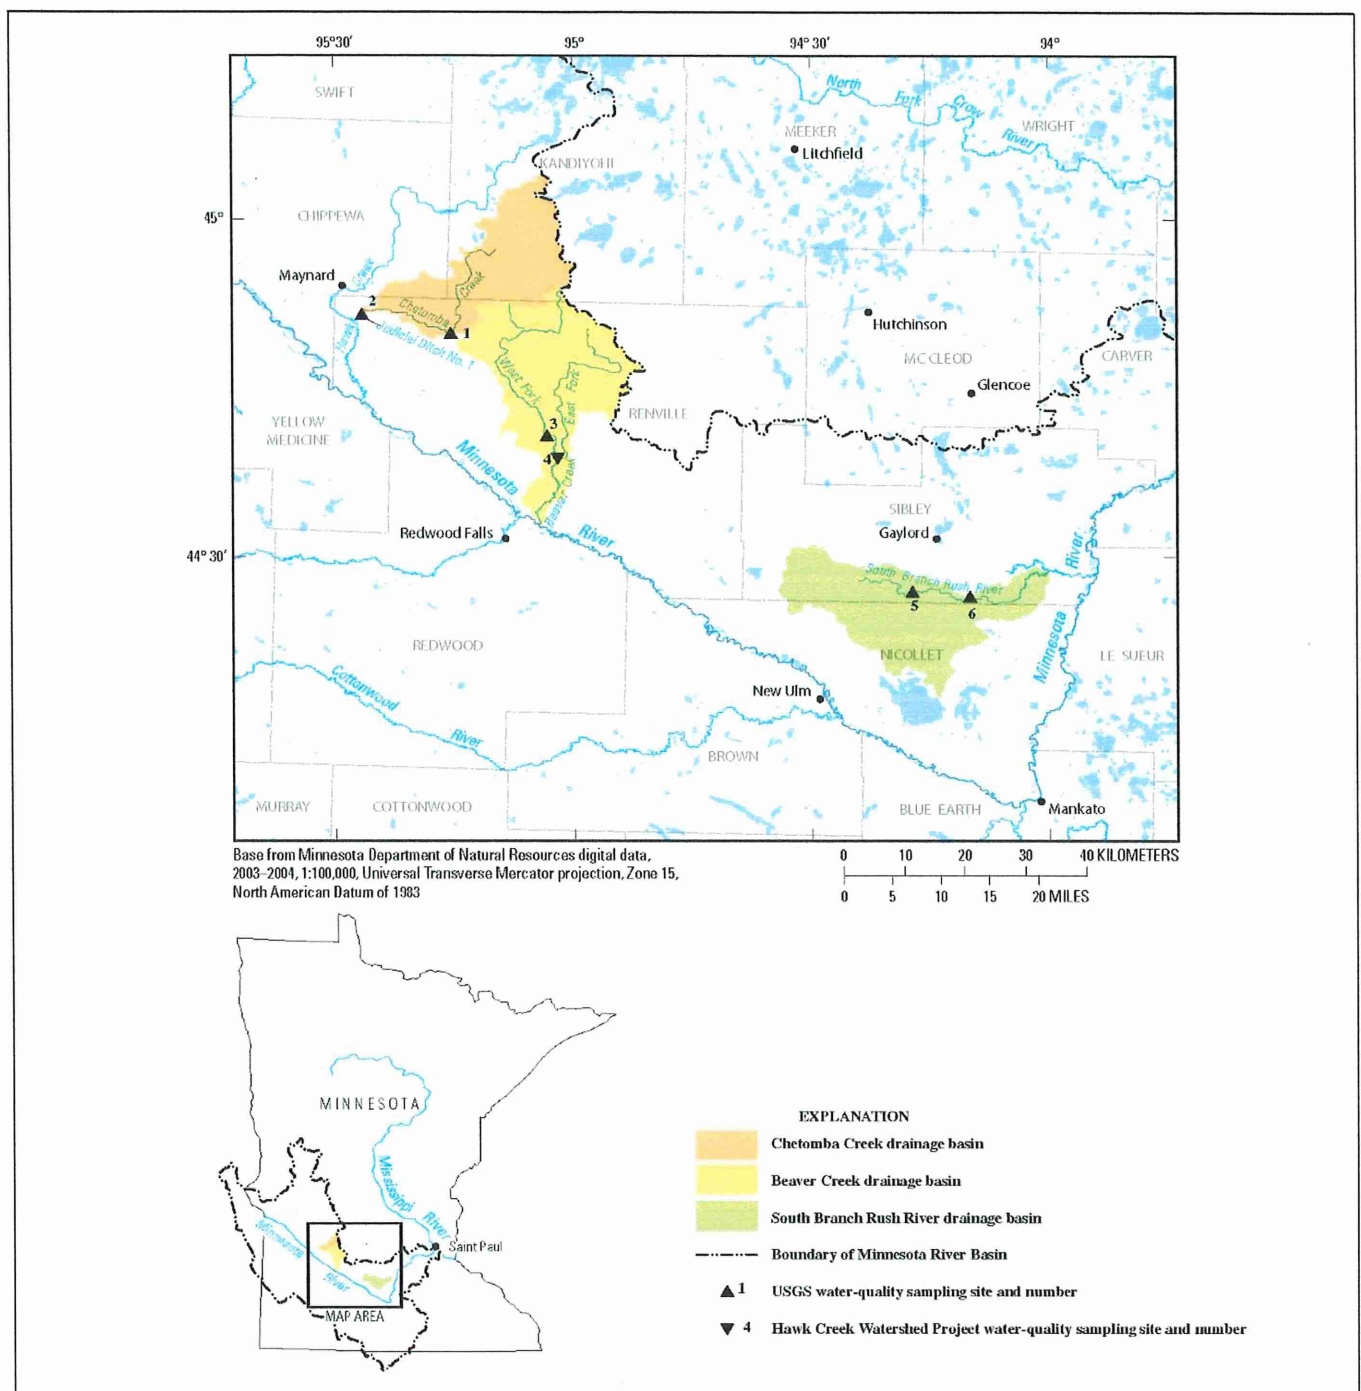 95°30′ 95° 94°30′ 94°
SWIFT
North Fork Crow River
MEEKER
WRIGHT
Litchfield
KANDIYOHI
CHIPPEWA
45°
Maynard
Creek
Creek
2
Chetomba
1
Hawk
Judicial Ditch No. 1
Hutchinson
MC CLEOD
CARVER
West Fork
East Fork
Glencoe
RENVILLE
YELLOW
MEDICINE
3
4
Minnesota
Beaver Creek
SIBLEY
Redwood Falls
River
Gaylord
River
44°30′
South Branch Rush River
5
6
REDWOOD
NICOLLET
Minnesota
LE SUEUR
Cottonwood
New Ulm
River
BROWN
MURRAY
COTTONWOOD
BLUE EARTH
Mankato
Base from Minnesota Department of Natural Resources digital data,
2003–2004, 1:100,000, Universal Transverse Mercator projection, Zone 15,
North American Datum of 1983
0 10 20 30 40 KILOMETERS
0 5 10 15 20 MILES
MINNESOTA
Mississippi River
Minnesota
River
Saint Paul
MAP AREA
EXPLANATION
Chetomba Creek drainage basin
Beaver Creek drainage basin
South Branch Rush River drainage basin
Boundary of Minnesota River Basin
1 USGS water-quality sampling site and number
4 Hawk Creek Watershed Project water-quality sampling site and number